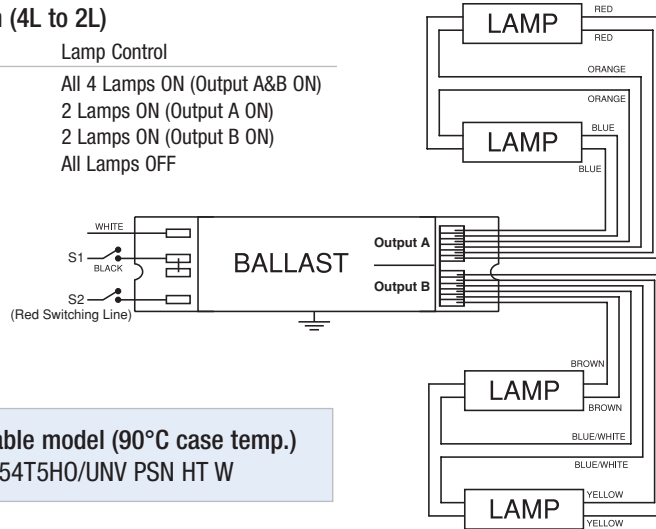 (4L to 2L)
Lamp Control
All 4 Lamps ON (Output A&B ON)
2 Lamps ON (Output A ON)
2 Lamps ON (Output B ON)
All Lamps OFF
LAMP
RED
RED
ORANGE
ORANGE
LAMP
BLUE
BLUE
WHITE
S1
BLACK
S2
(Red Switching Line)
BALLAST
Output A
Output B
BROWN
LAMP
BROWN
BLUE/WHITE
BLUE/WHITE
LAMP
YELLOW
YELLOW
able model (90°C case temp.)
54T5HO/UNV PSN HT W